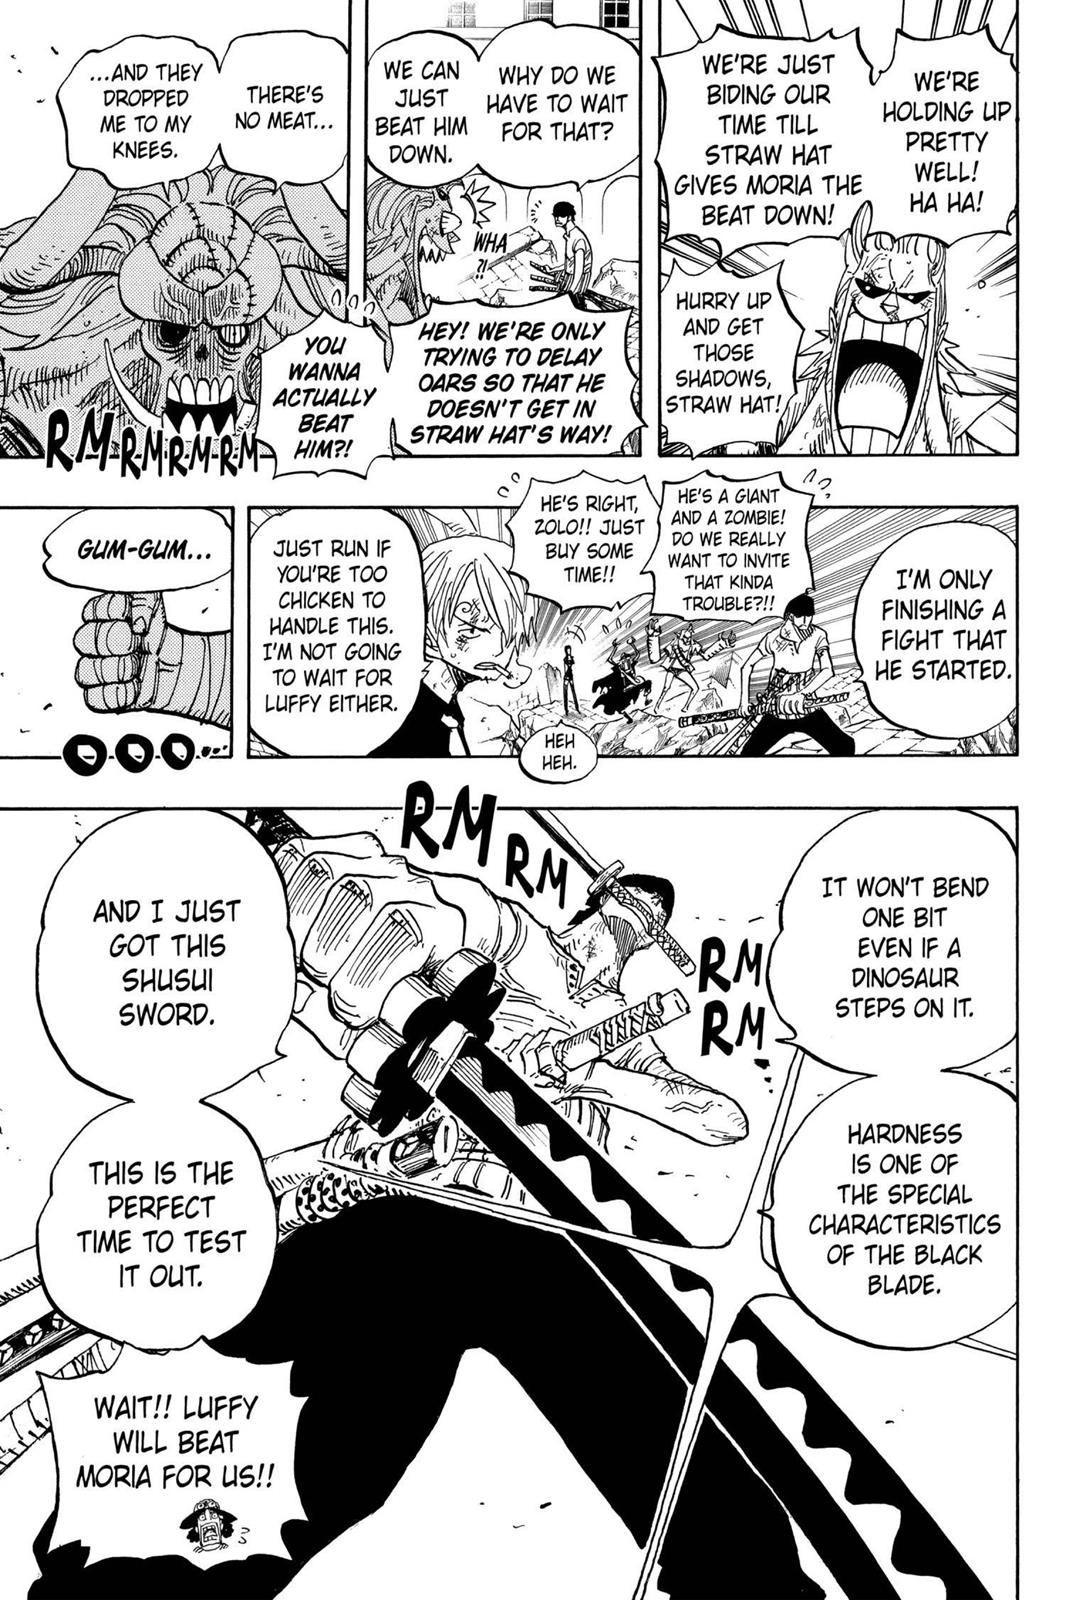 WE'RE
HOLDING UP
PRETTY
WELL!
HA HA!
WE'RE JUST
BIDING OUR
TIME TILL
STRAW HAT
GIVES MORIA THE
BEAT DOWN!
HURRY UP
AND GET
THOSE
SHADOWS,
STRAW HAT!
WHY DO WE
HAVE TO WAIT
FOR THAT?
WE CAN
JUST
BEAT HIM
DOWN.
WHA
?!
HEY! WE'RE ONLY
TRYING TO DELAY
OARS SO THAT HE
DOESN'T GET IN
STRAW HAT'S WAY!
YOU
WANNA
ACTUALLY
BEAT
HIM?!
THERE'S
NO MEAT...
...AND THEY
DROPPED
ME TO MY
KNEES.
RMRMRMRM
I'M ONLY
FINISHING A
FIGHT THAT
HE STARTED.
HE'S A GIANT
AND A ZOMBIE!
DO WE REALLY
WANT TO INVITE
THAT KINDA
TROUBLE?!!
HE'S RIGHT,
ZOLO!! JUST
BUY SOME
TIME!!
HEH
HEH.
JUST RUN IF
YOU'RE TOO
CHICKEN TO
HANDLE THIS.
I'M NOT GOING
TO WAIT FOR
LUFFY EITHER.
GUM-GUM...
IT WON'T BEND
ONE BIT
EVEN IF A
DINOSAUR
STEPS ON IT.
HARDNESS
IS ONE OF
THE SPECIAL
CHARACTERISTICS
OF THE BLACK
BLADE.
RM
RM
RM
RM
AND I JUST
GOT THIS
SHUSUI
SWORD.
THIS IS THE
PERFECT
TIME TO TEST
IT OUT.
WAIT!! LUFFY
WILL BEAT
MORIA FOR US!!